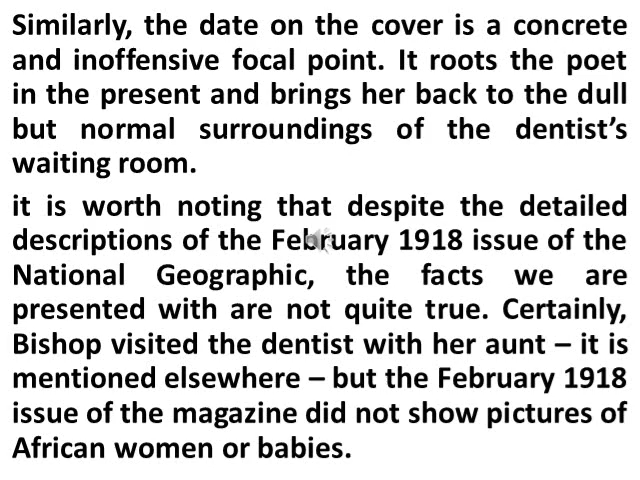 Similarly, the date on the cover is a concrete
and inoffensive focal point. It roots the poet
in the present and brings her back to the dull
but normal surroundings of the dentist’s
waiting room.
it is worth noting that despite the detailed
descriptions of the February 1918 issue of the
National Geographic, the facts we are
presented with are not quite true. Certainly,
Bishop visited the dentist with her aunt – it is
mentioned elsewhere – but the February 1918
issue of the magazine did not show pictures of
African women or babies.